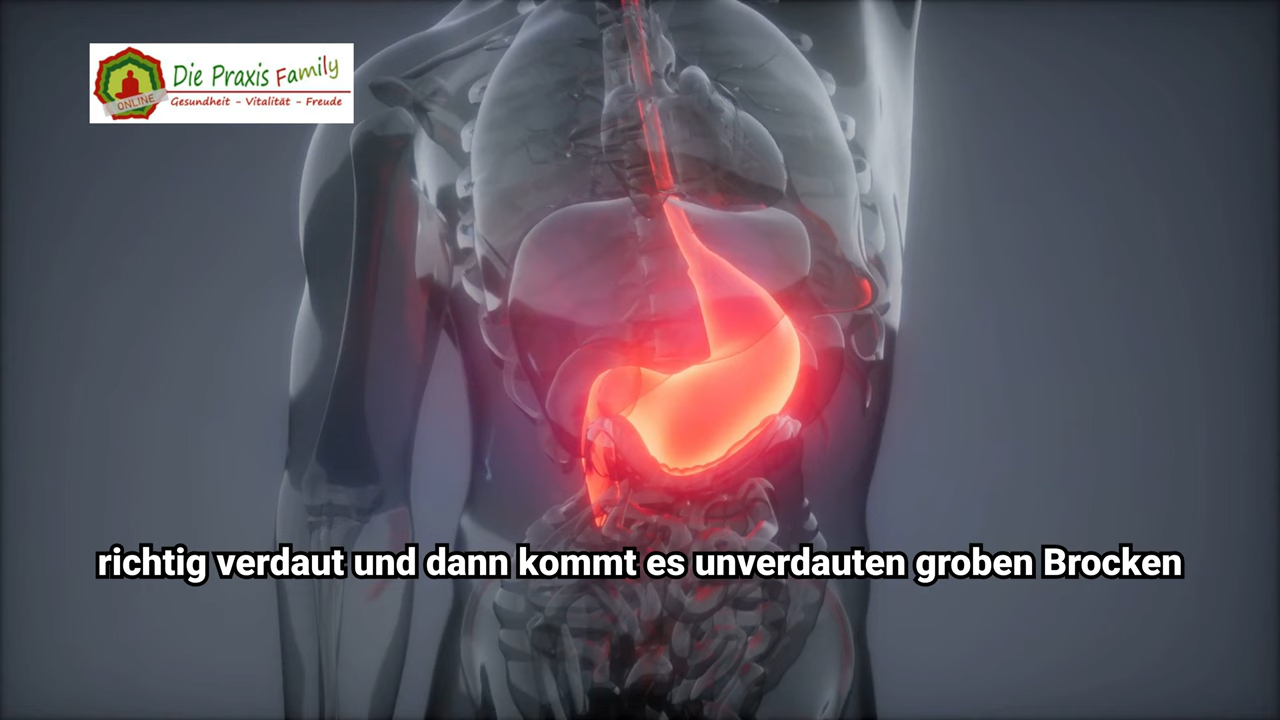 Die Praxis Family
ONLINE
Gesundheit - Vitalität - Freude
richtig verdaut und dann kommt es unverdauten groben Brocken